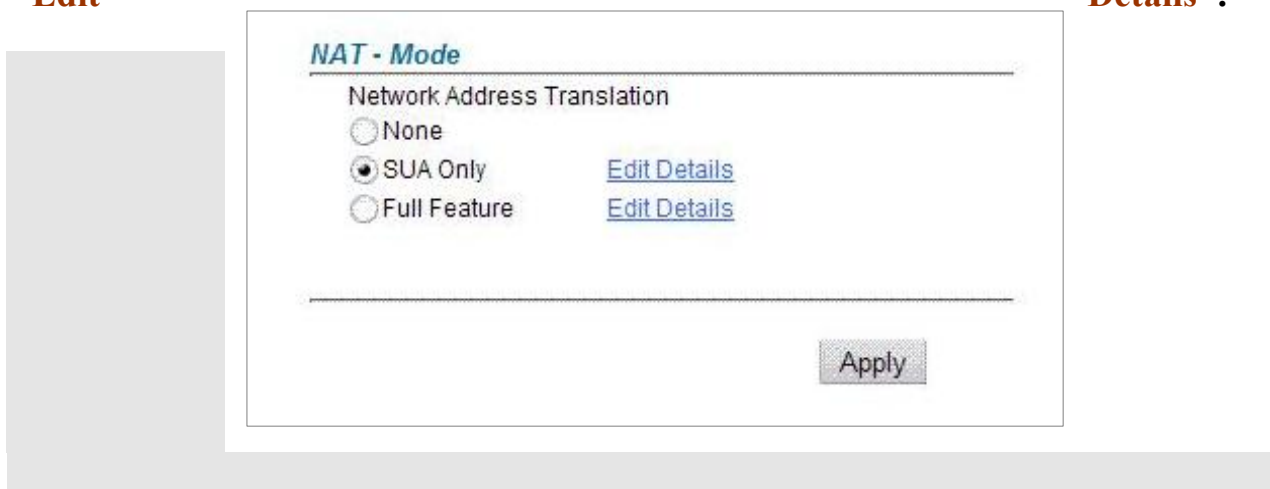 Edit Details :
NAT - Mode
Network Address Translation
None
SUA Only Edit Details
Full Feature Edit Details
Apply